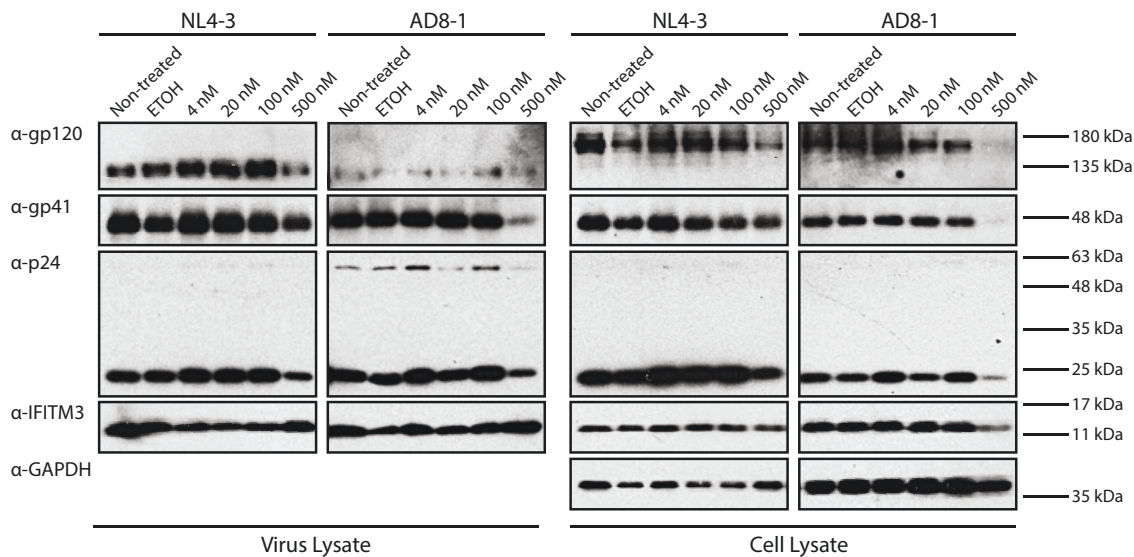 NL4-3 AD8-1 NL4-3 AD8-1
Non-treated ETOH 4 nM 20 nM 100 nM 500 nM Non-treated ETOH 4 nM 20 nM 100 nM 500 nM Non-treated ETOH 4 nM 20 nM 100 nM 500 nM Non-treated ETOH 4 nM 20 nM 100 nM 500 nM
α-gp120 180 kDa
135 kDa
α-gp41 48 kDa
α-p24 63 kDa
48 kDa
35 kDa
25 kDa
α-IFITM3 17 kDa
11 kDa
α-GAPDH
35 kDa
Virus Lysate Cell Lysate